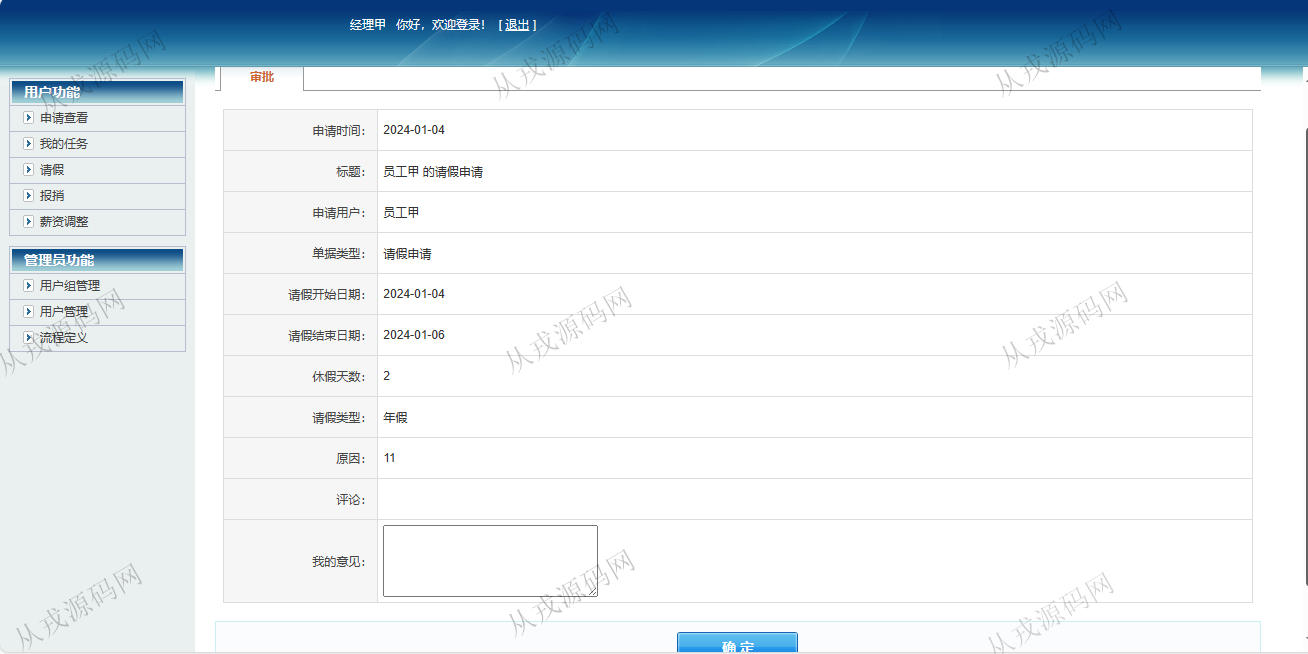 经理甲 你好，欢迎登录！ [ 退出 ]
审批
用户功能
申请查看
我的任务
请假
报销
薪资调整
管理员功能
用户组管理
用户管理
流程定义
申请时间： 2024-01-04
标题： 员工甲 的请假申请
申请用户： 员工甲
单据类型： 请假申请
请假开始日期： 2024-01-04
请假结束日期： 2024-01-06
休假天数： 2
请假类型： 年假
原因： 11
评论：
我的意见：
确 定
从戎源码网
从戎源码网
从戎源码网
从戎源码网
从戎源码网
从戎源码网
从戎源码网
从戎源码网
从戎源码网